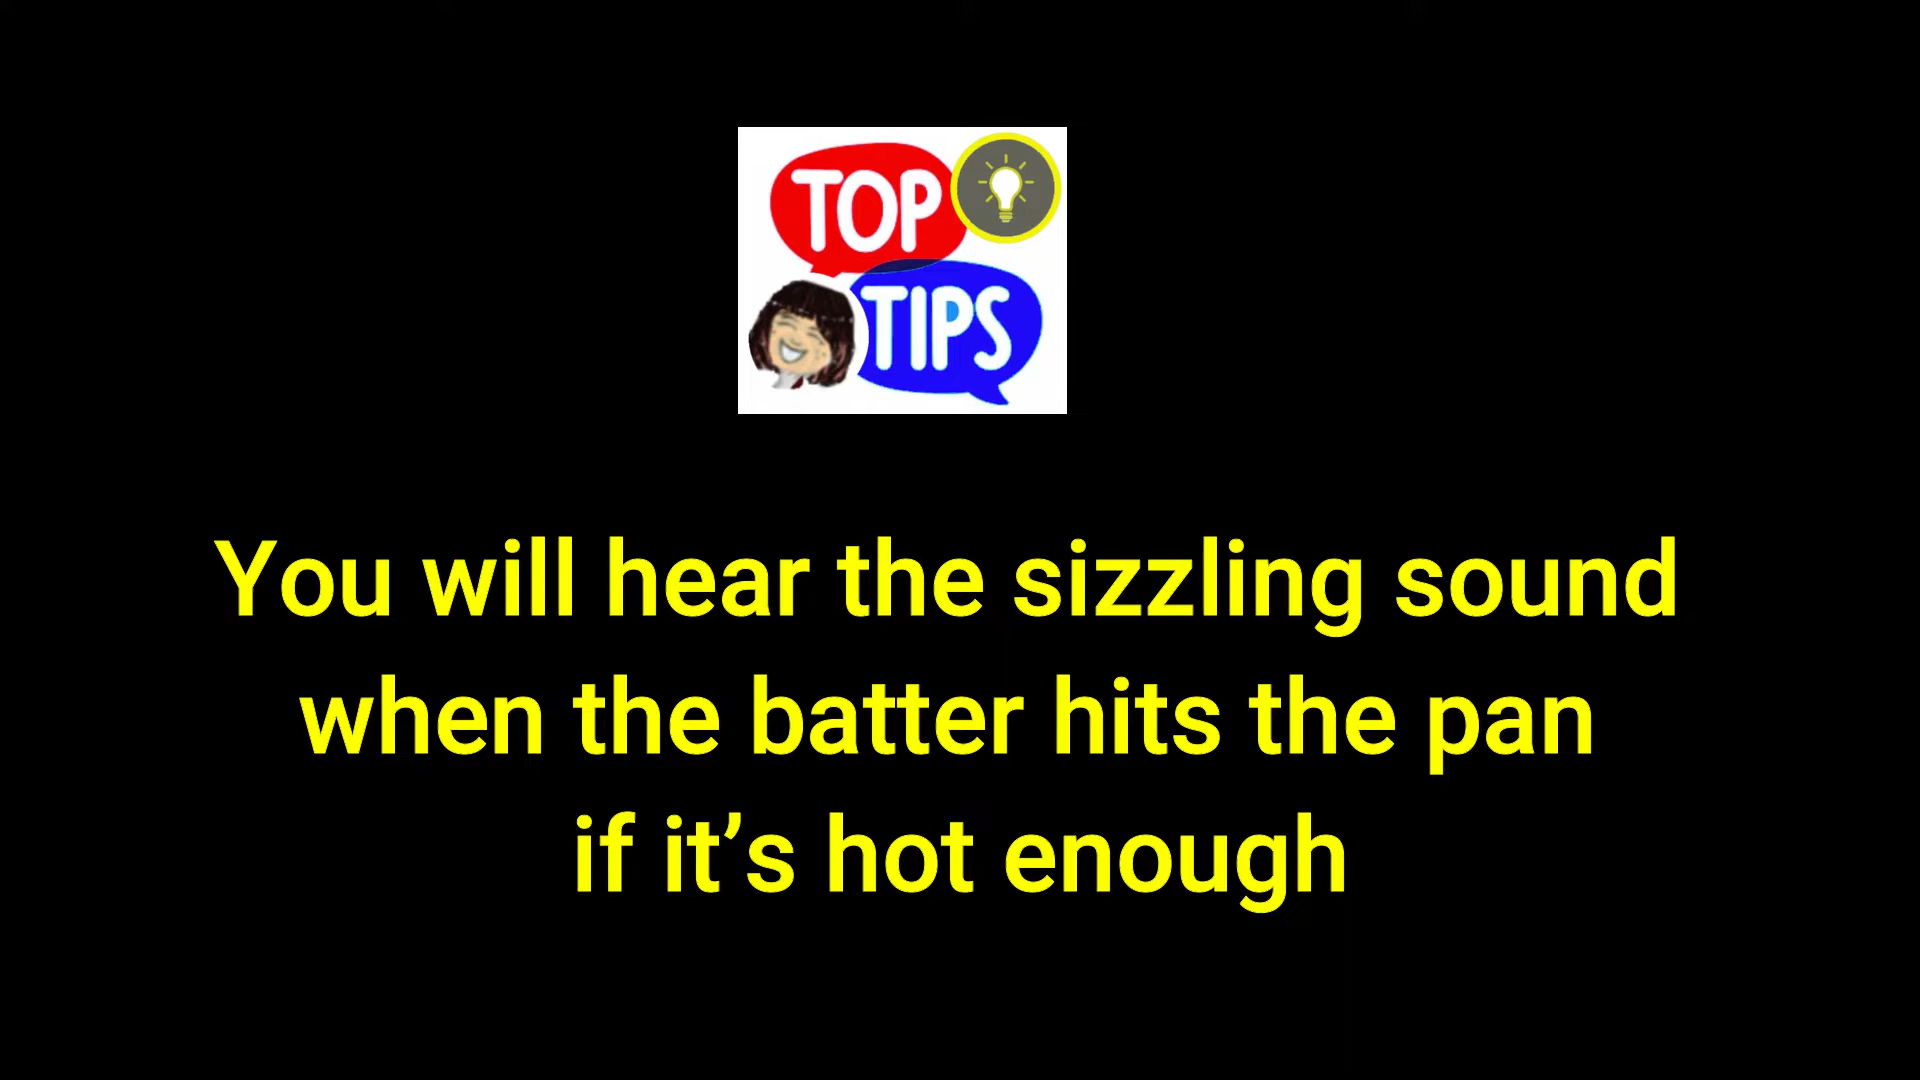 TOP
TIPS
You will hear the sizzling sound
when the batter hits the pan
if it’s hot enough